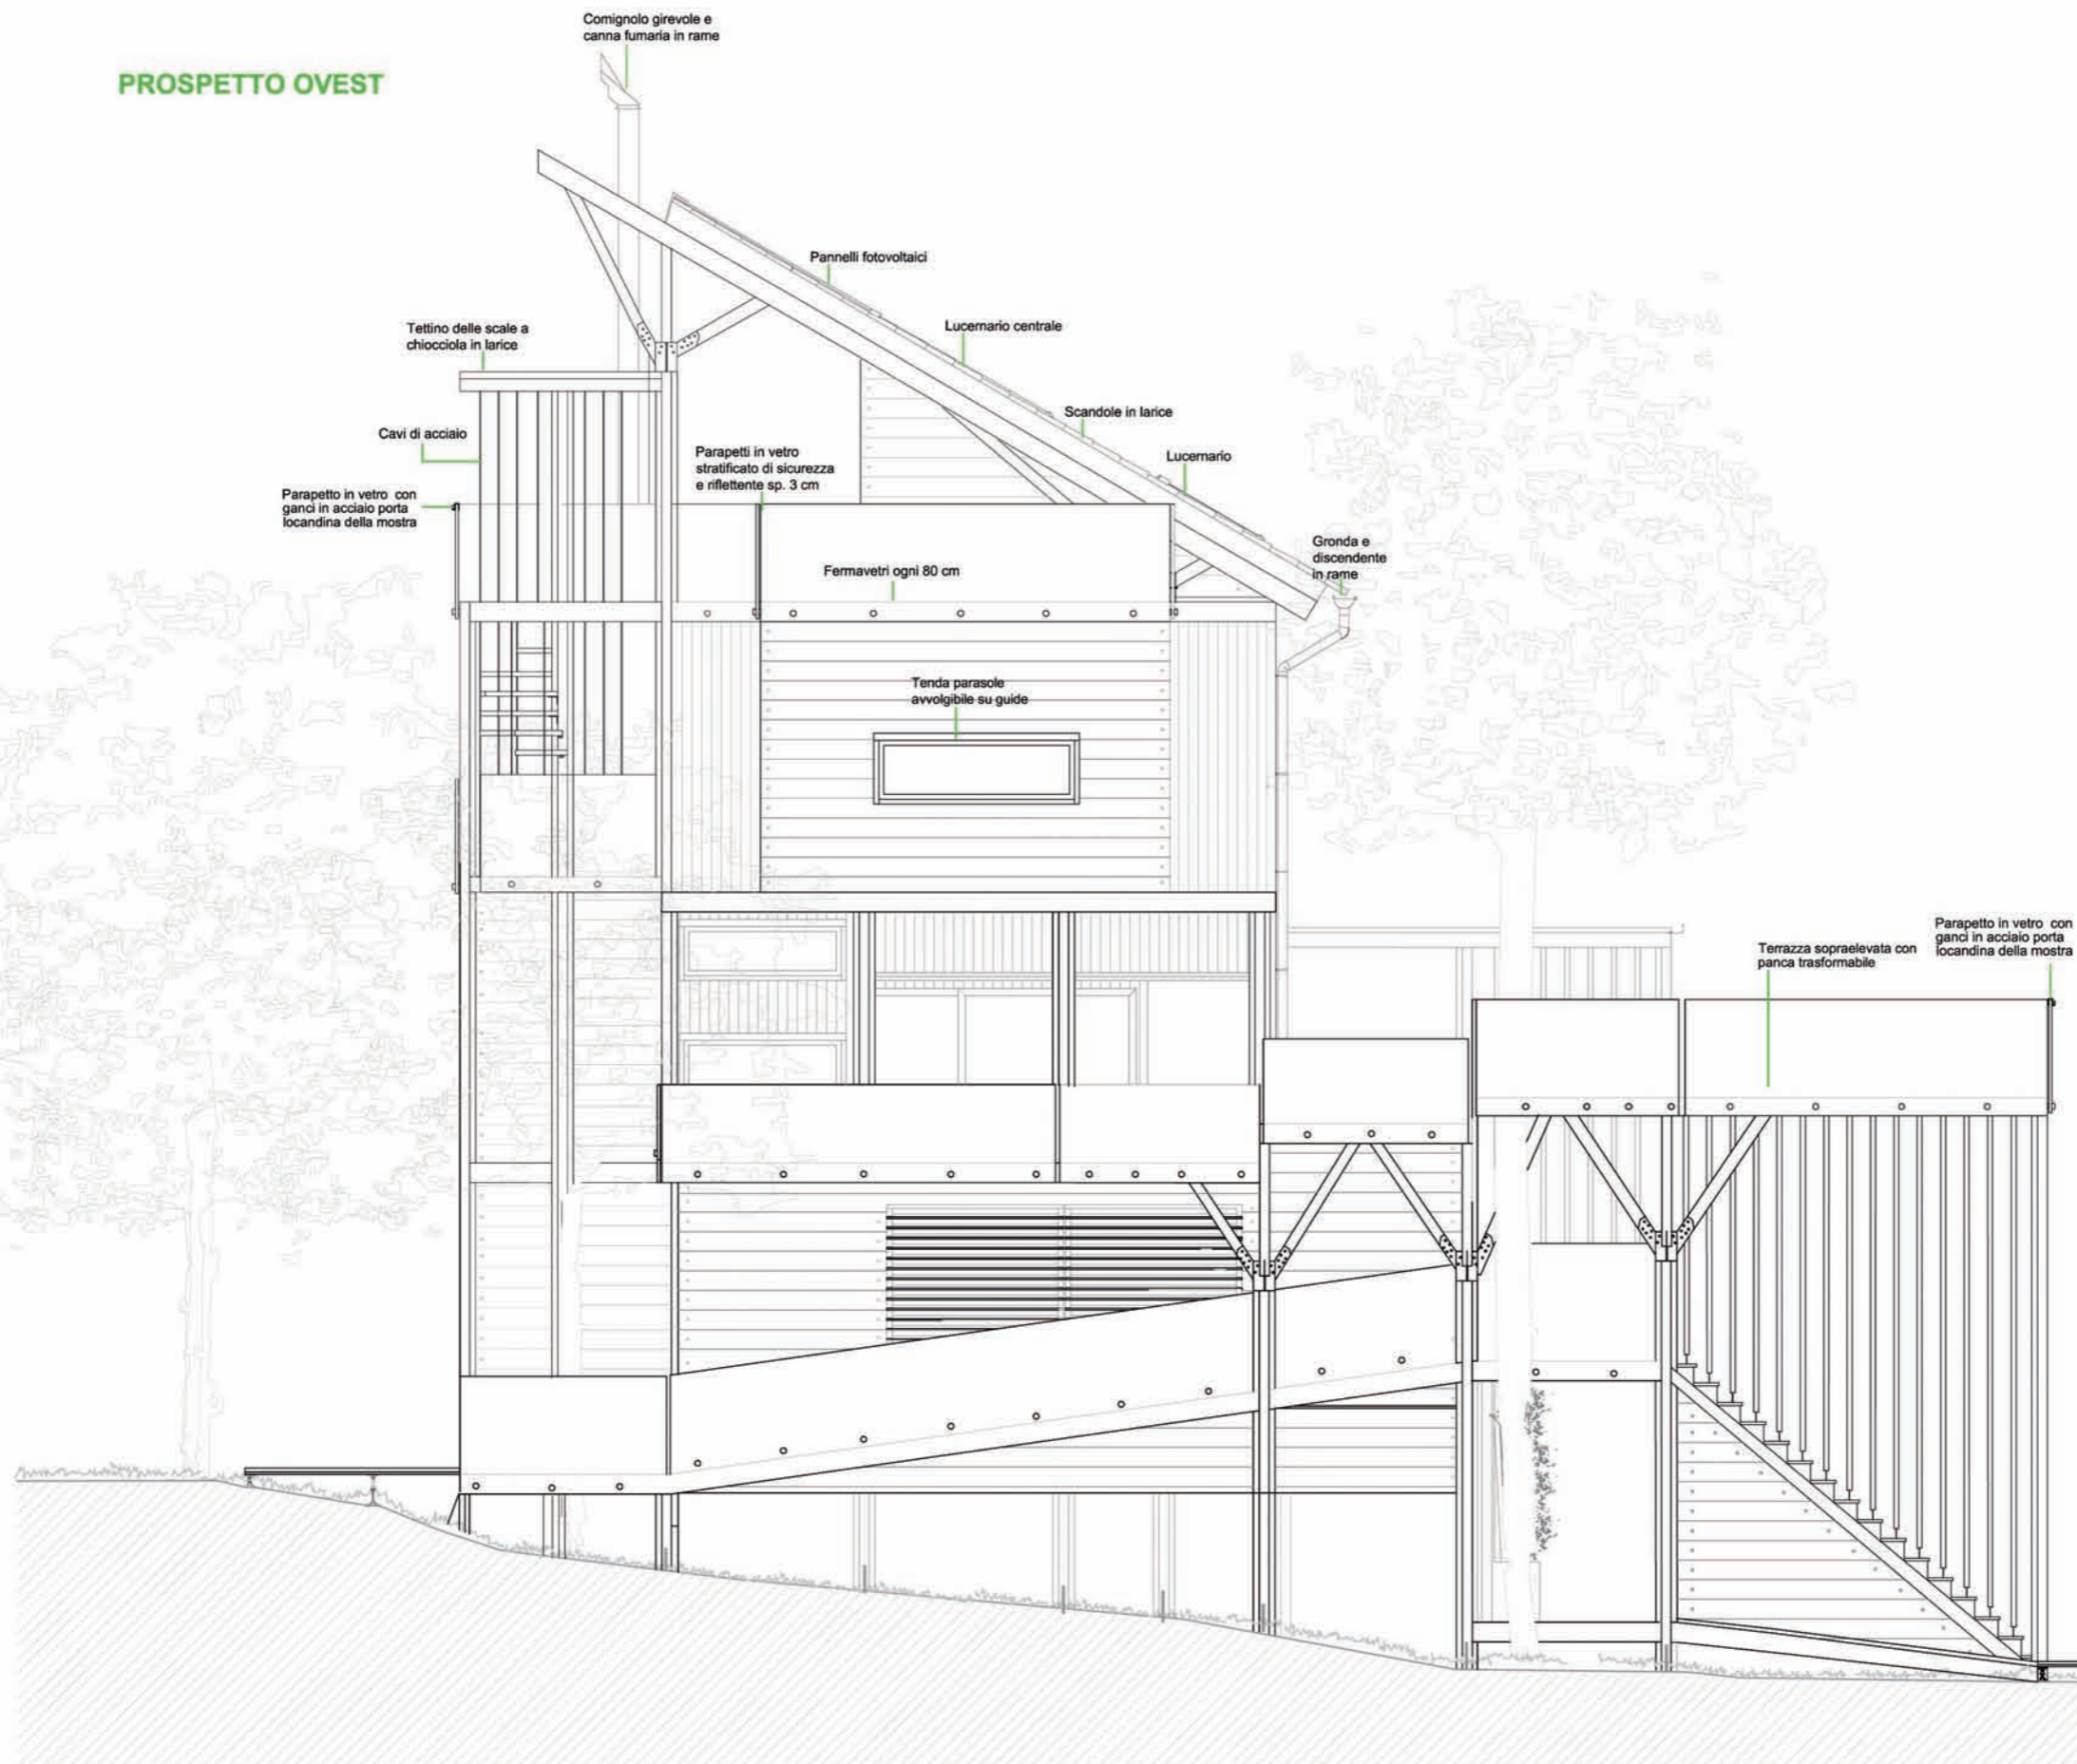 Comignolo girevole e
canna fumaria in rame
PROSPETTO OVEST
Pannelli fotovoltaici
Lucernario centrale
Tettino delle scale a
chiocciola in larice
Scandole in larice
Cavi di acciaio
Parapetti in vetro
stratificato di sicurezza
e riflettente sp. 3 cm
Lucernario
Parapetto in vetro con
ganci in acciaio porta
locandina della mostra
Gronda e
discendente
in rame
Fermavetri ogni 80 cm
Tenda parasole
avvolgibile su guide
Terrazza sopraelevata con
panca trasformabile
Parapetto in vetro con
ganci in acciaio porta
locandina della mostra